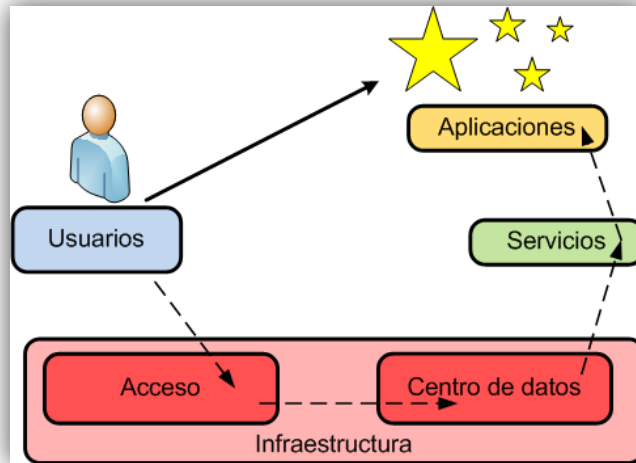 Aplicaciones
Usuarios
Servicios
Acceso
Centro de datos
Infraestructura